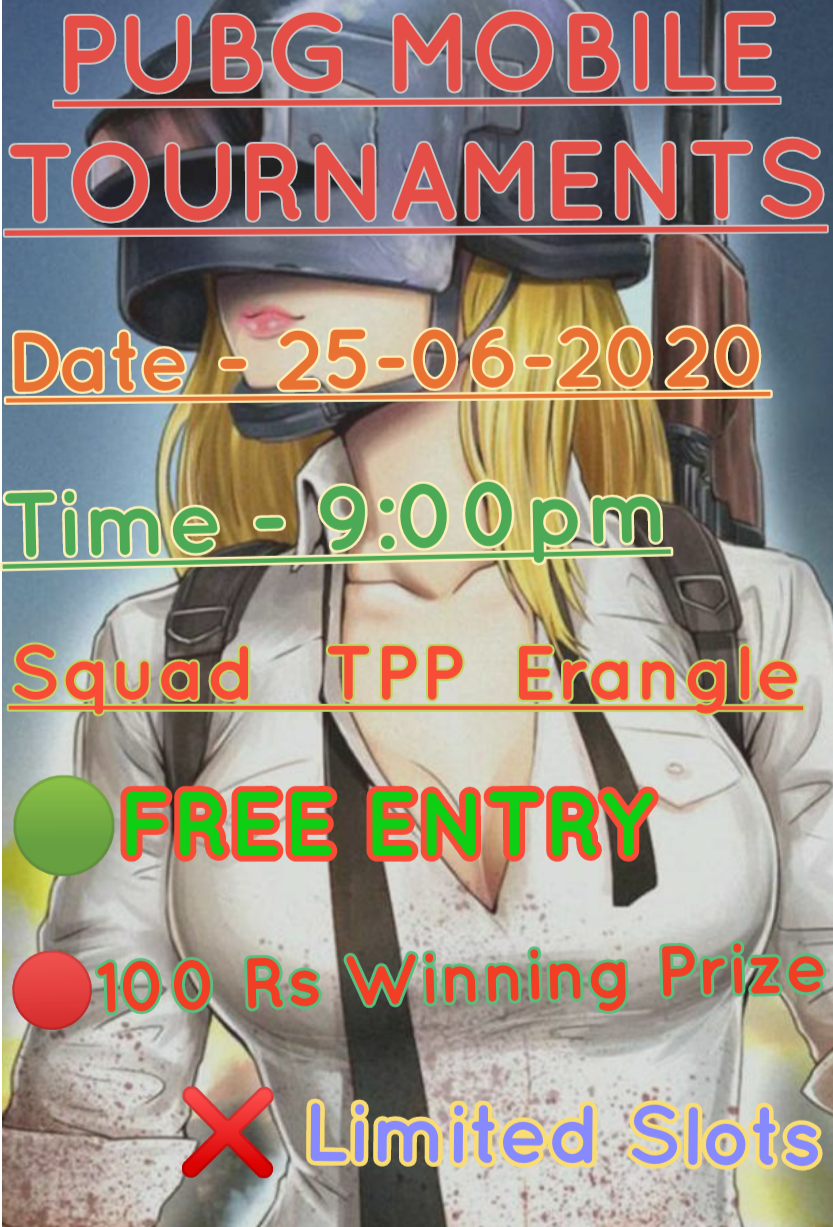 PUBG MOBILE
TOURNAMENTS
Date - 25-06-2020
Time - 9:00pm
Squad TPP Erangle
FREE ENTRY
100 Rs Winning Prize
Limited Slots